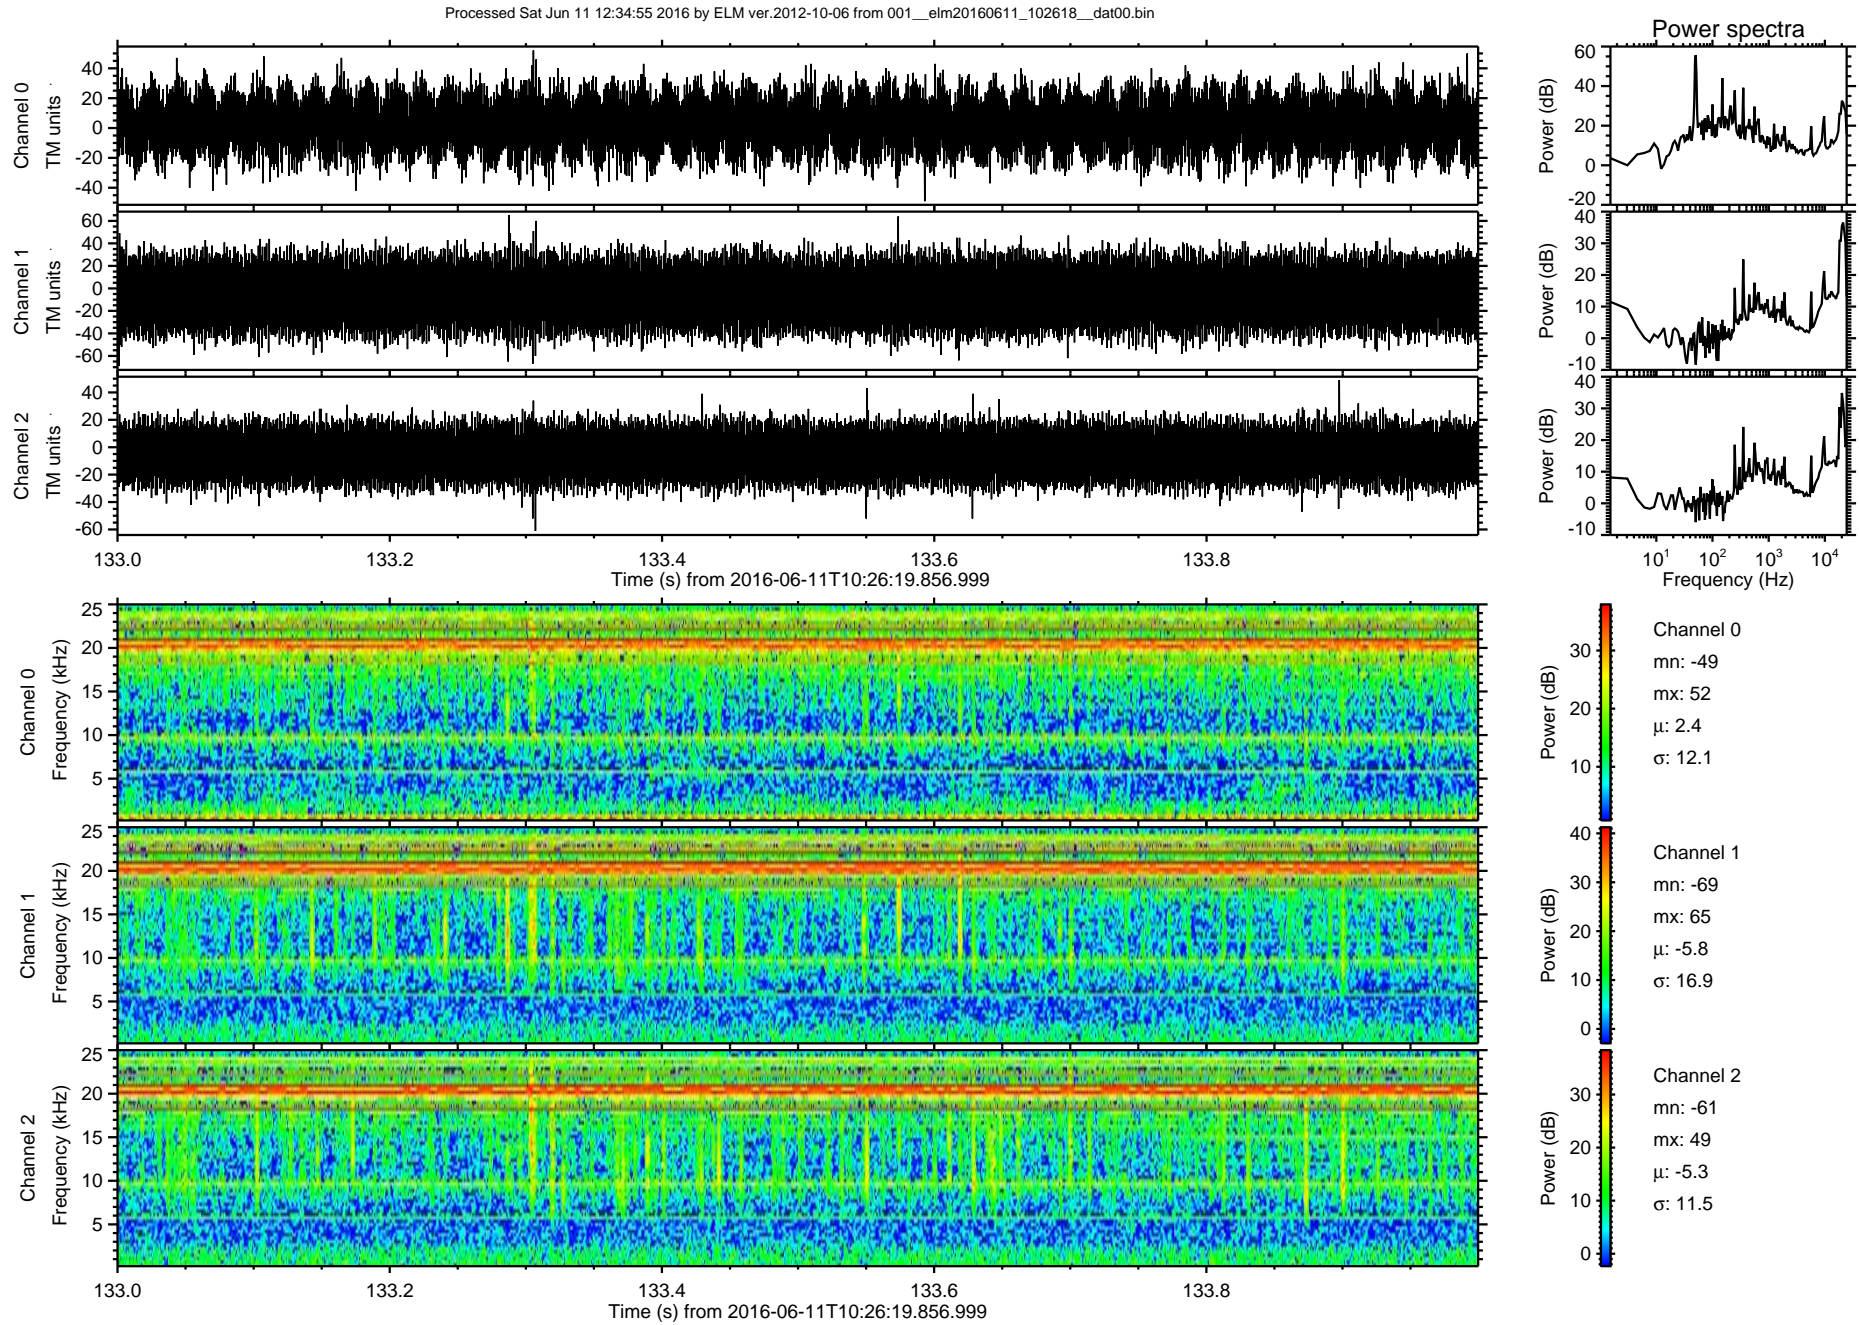 Processed Sat Jun 11 12:34:55 2016 by ELM ver.2012-10-06 from 001__elm20160611_102618__dat00.bin
Power spectra
Channel 0
TM units
40
20
0
-20
-40
Power (dB)
60
40
20
0
-20
Channel 1
TM units
60
40
20
0
-20
-40
-60
Power (dB)
40
30
20
10
0
-10
Channel 2
TM units
40
20
0
-20
-40
-60
Power (dB)
40
30
20
10
0
-10
133.0 133.2 133.4 133.6 133.8
Time (s) from 2016-06-11T10:26:19.856.999
10^1 10^2 10^3 10^4
Frequency (Hz)
Channel 0
Frequency (kHz)
25
20
15
10
5
Power (dB)
30
20
10
Channel 0
mn: -49
mx: 52
μ: 2.4
σ: 12.1
Channel 1
Frequency (kHz)
25
20
15
10
5
Power (dB)
40
30
20
10
0
Channel 1
mn: -69
mx: 65
μ: -5.8
σ: 16.9
Channel 2
Frequency (kHz)
25
20
15
10
5
Power (dB)
30
20
10
0
Channel 2
mn: -61
mx: 49
μ: -5.3
σ: 11.5
133.0 133.2 133.4 133.6 133.8
Time (s) from 2016-06-11T10:26:19.856.999